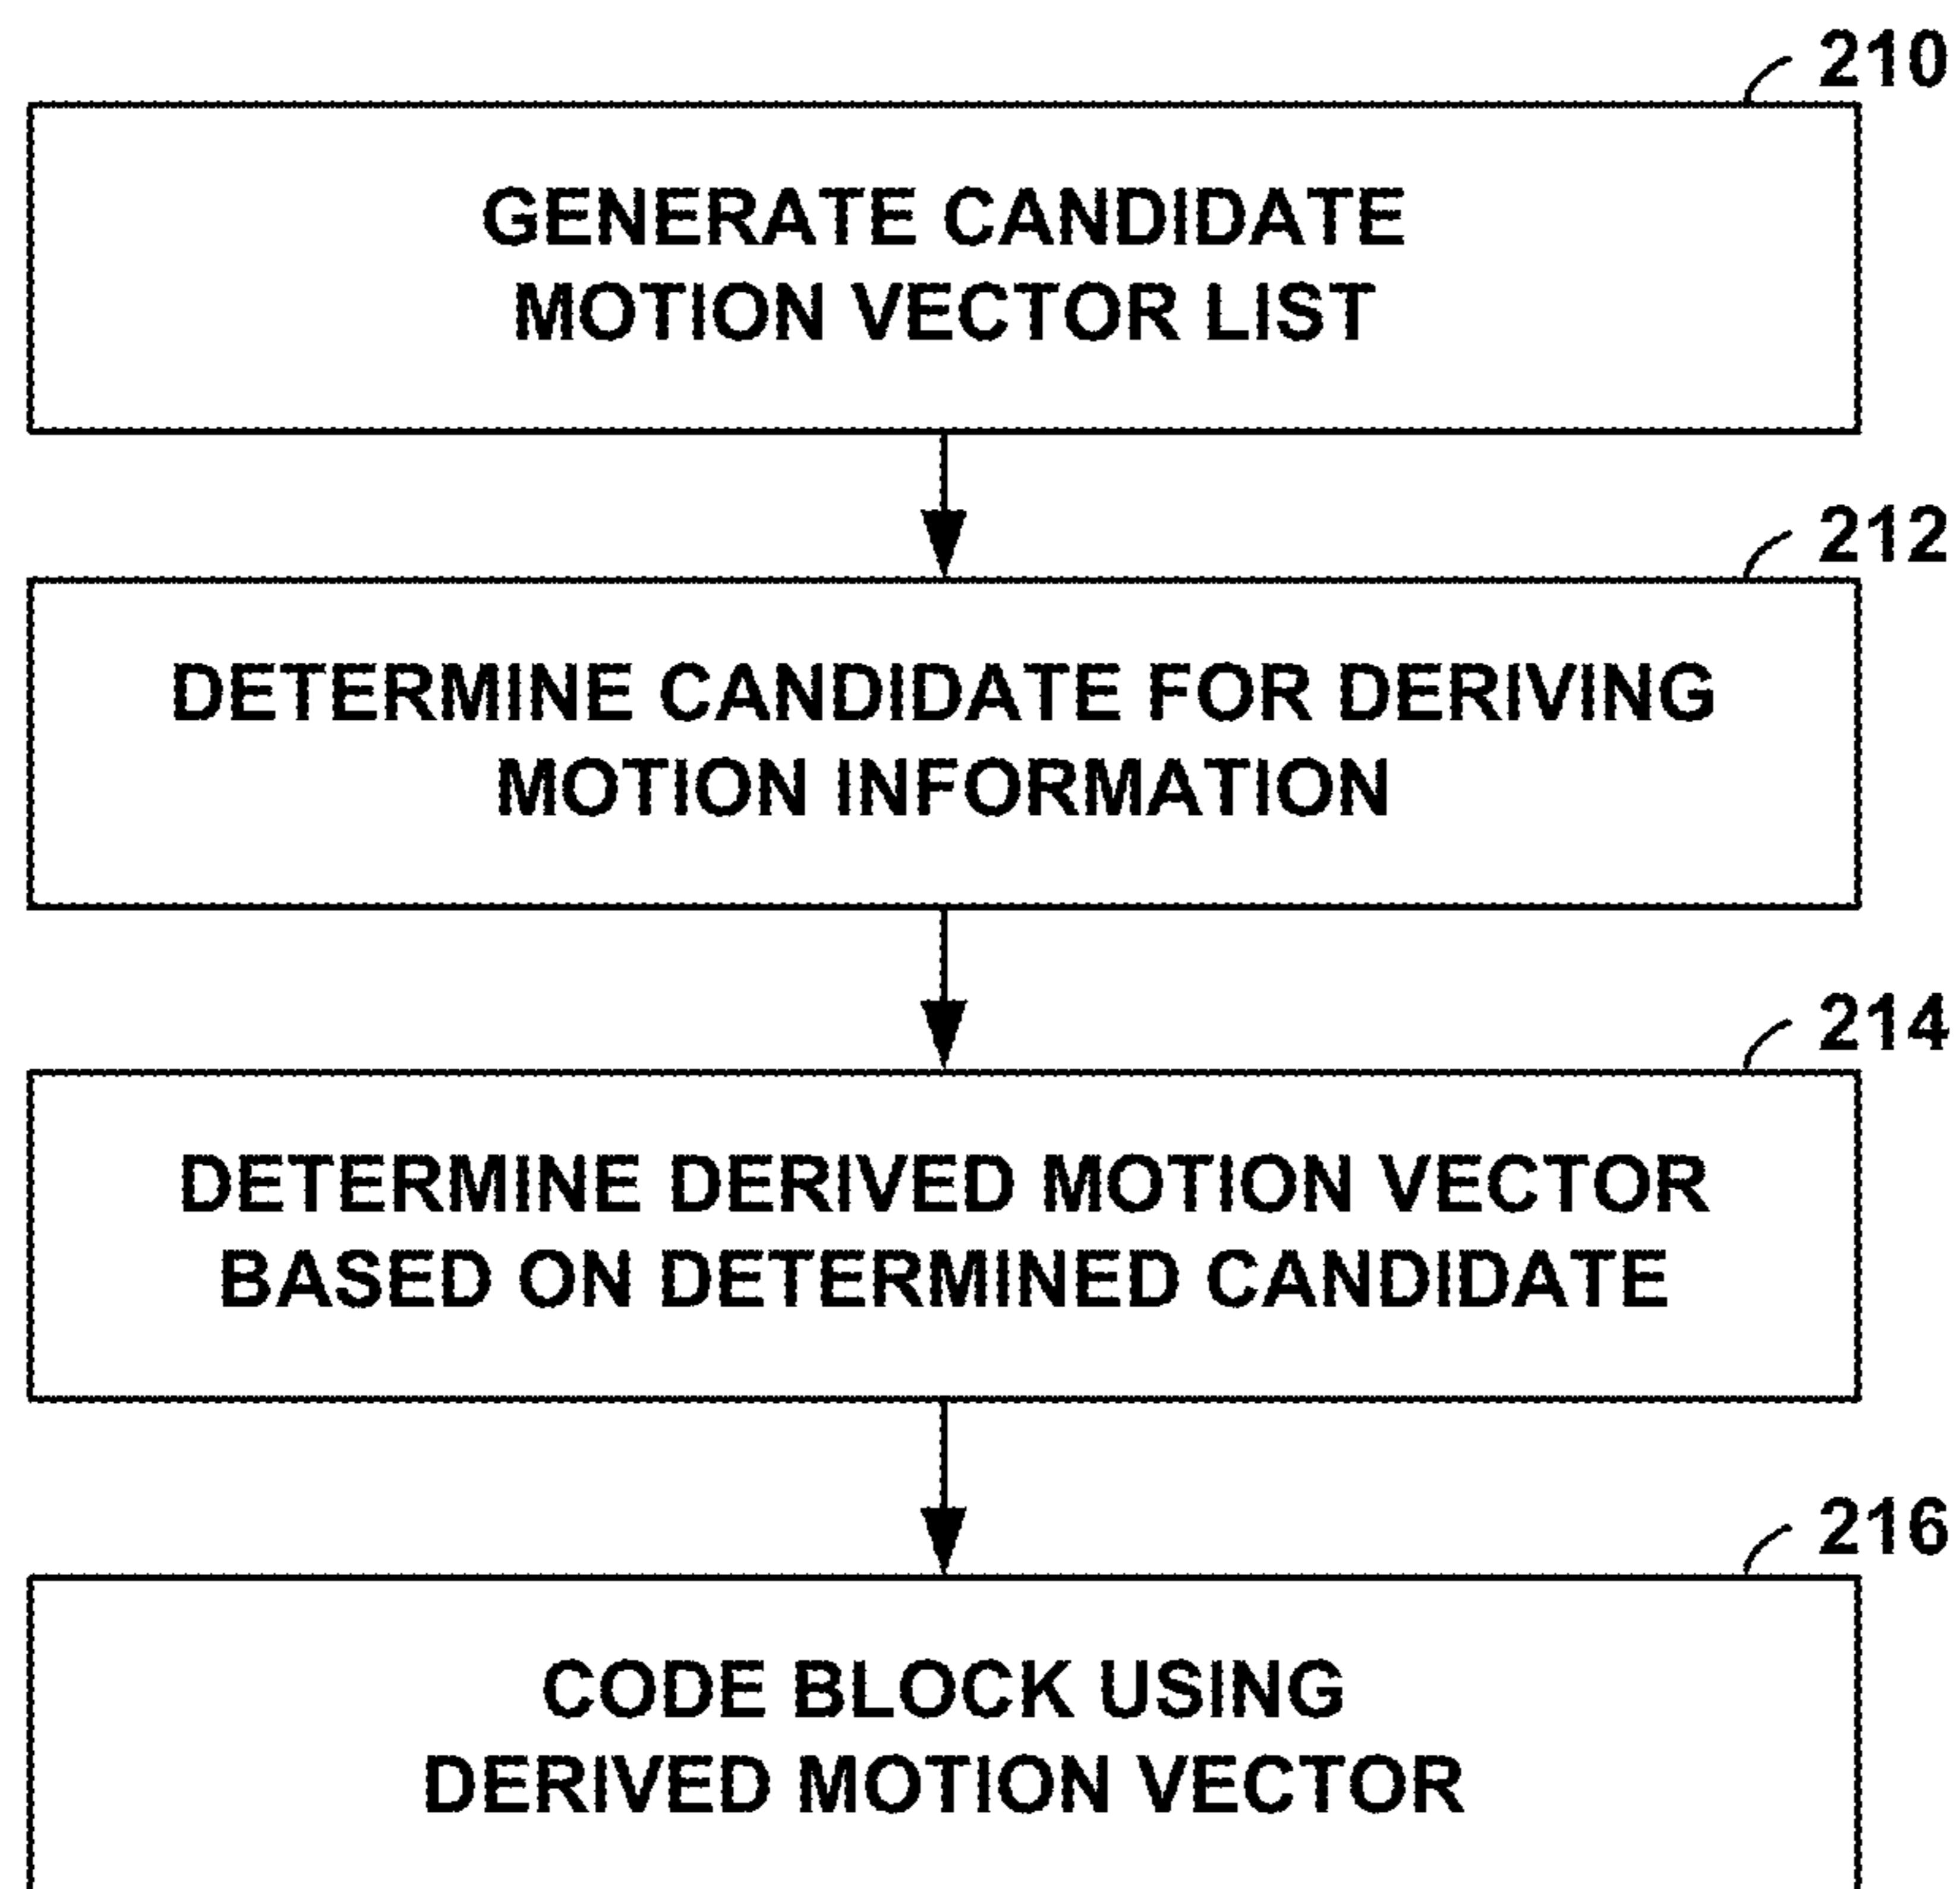 210
GENERATE CANDIDATE
MOTION VECTOR LIST
212
DETERMINE CANDIDATE FOR DERIVING
MOTION INFORMATION
214
DETERMINE DERIVED MOTION VECTOR
BASED ON DETERMINED CANDIDATE
216
CODE BLOCK USING
DERIVED MOTION VECTOR